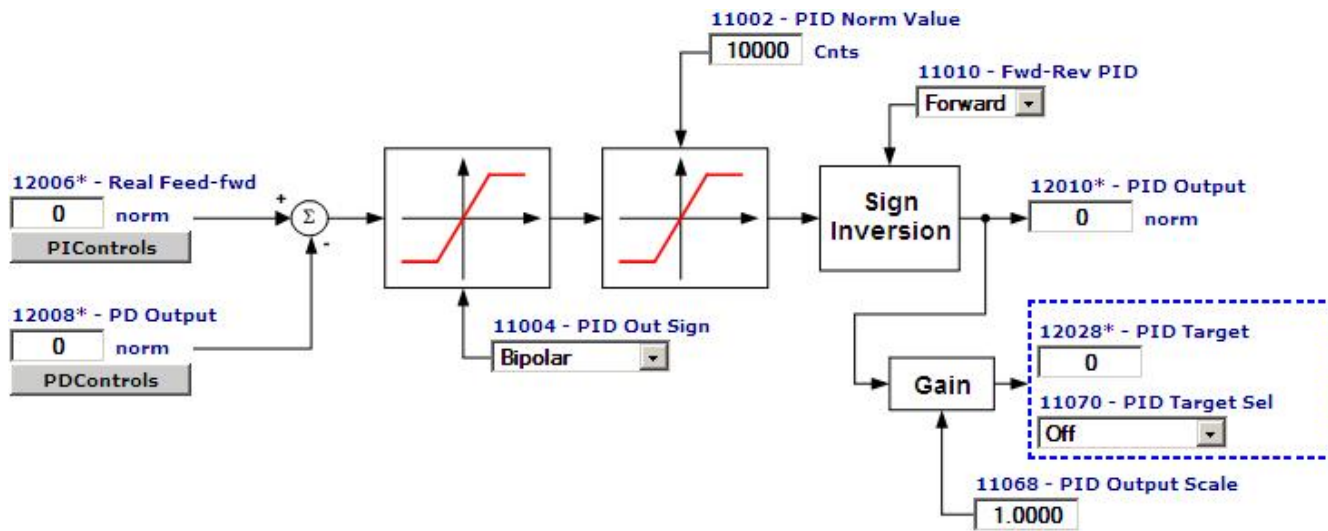 11002 - PID Norm Value
10000 Cnts
11010 - Fwd-Rev PID
Forward
12006* - Real Feed-fwd
0 norm
PIControls
+
Σ
-
Sign
Inversion
12010* - PID Output
0 norm
12008* - PD Output
0 norm
PDControls
11004 - PID Out Sign
Bipolar
Gain
12028* - PID Target
0
11070 - PID Target Sel
Off
11068 - PID Output Scale
1.0000